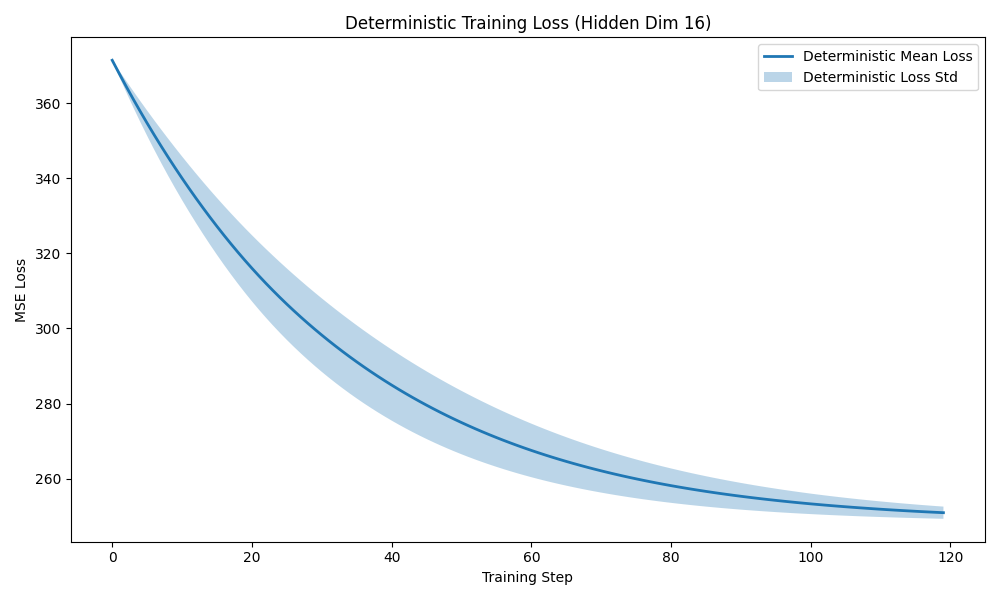 Deterministic Training Loss (Hidden Dim 16)
Deterministic Mean Loss
Deterministic Loss Std
MSE Loss
360
340
320
300
280
260
0 20 40 60 80 100 120
Training Step